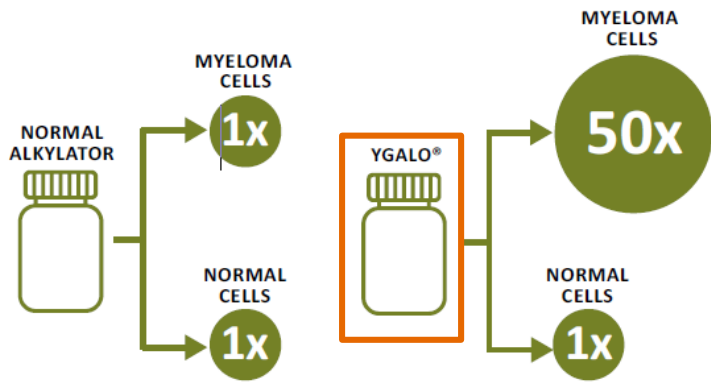 NORMAL
ALKYLATOR
MYELOMA
CELLS
1x
NORMAL
CELLS
1x
YGALO®
MYELOMA
CELLS
50x
NORMAL
CELLS
1x